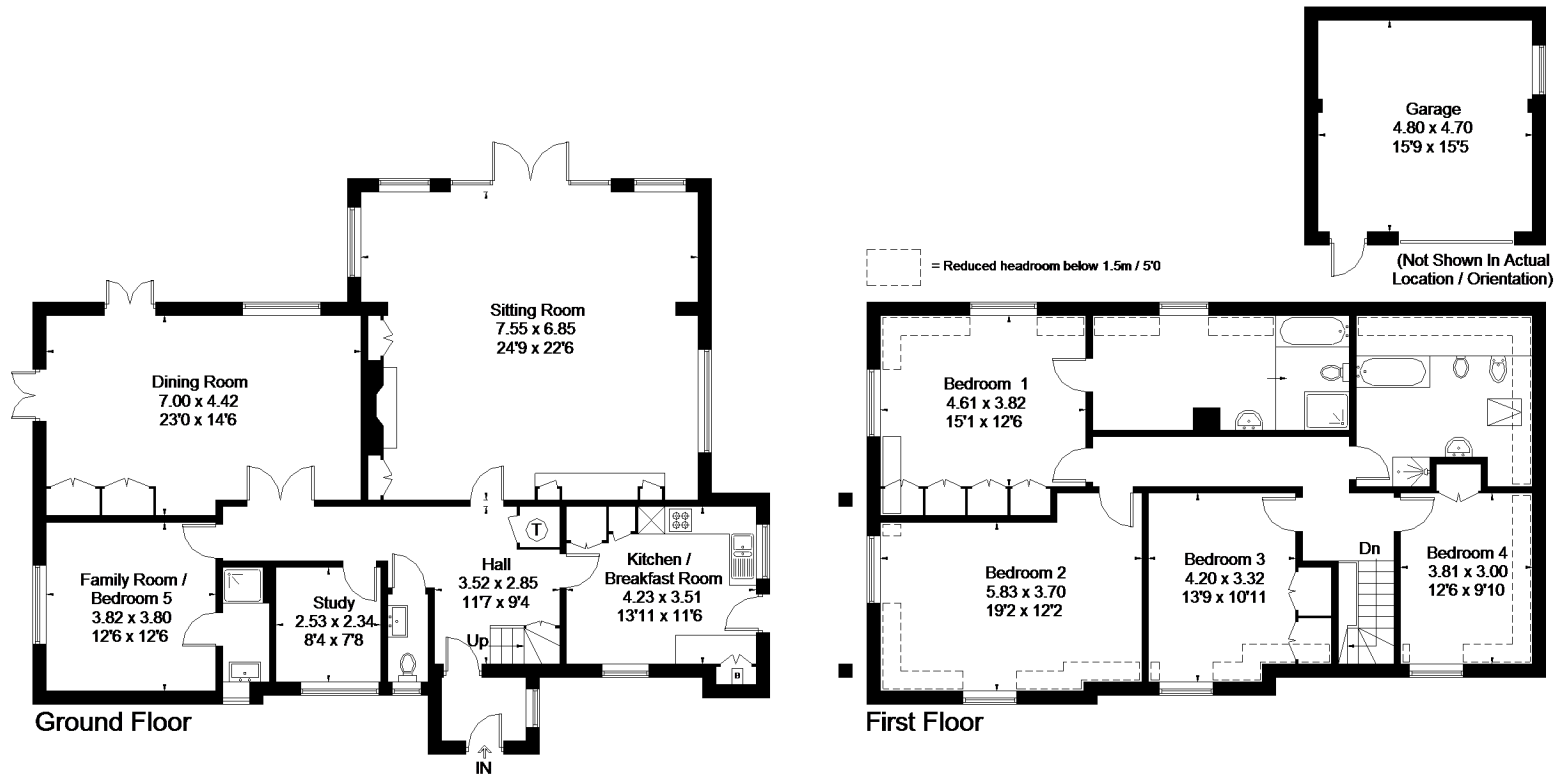 Garage
4.80 x 4.70
15'9 x 15'5
(Not Shown In Actual
Location / Orientation)
= Reduced headroom below 1.5m / 5'0
Sitting Room
7.55 x 6.85
24'9 x 22'6
Dining Room
7.00 x 4.42
23'0 x 14'6
Family Room /
Bedroom 5
3.82 x 3.80
12'6 x 12'6
Study
2.53 x 2.34
8'4 x 7'8
Hall
3.52 x 2.85
11'7 x 9'4
Up
T
Kitchen /
Breakfast Room
4.23 x 3.51
13'11 x 11'6
B
IN
Ground Floor
Bedroom 1
4.61 x 3.82
15'1 x 12'6
Bedroom 2
5.83 x 3.70
19'2 x 12'2
Bedroom 3
4.20 x 3.32
13'9 x 10'11
Dn
Bedroom 4
3.81 x 3.00
12'6 x 9'10
First Floor